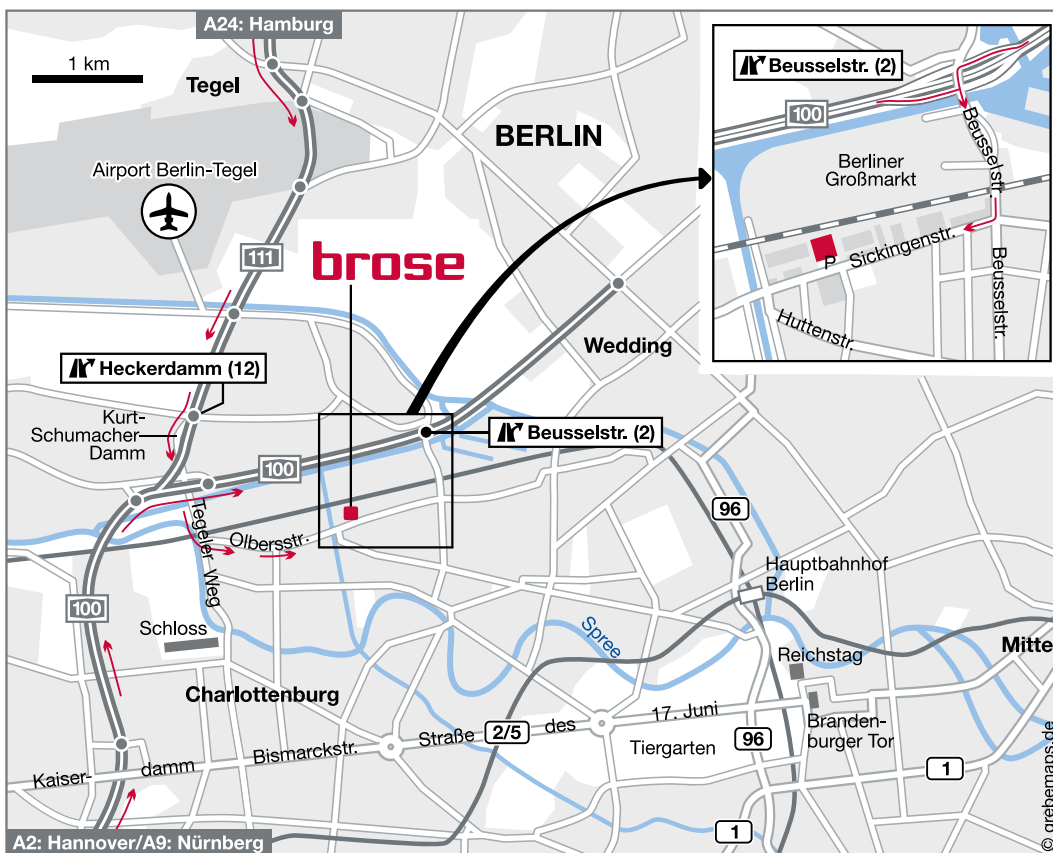 A24: Hamburg
1 km
Tegel
BERLIN
Airport Berlin-Tegel
111
brose
Wedding
Heckerdamm (12)
Kurt-
Schumacher
Damm
Beusselstr. (2)
100
96
Tegeler Weg
Olbersstr.
Hauptbahnhof
Berlin
100
Schloss
Spree
Reichstag
Mitte
Charlottenburg
17. Juni
Straße
2/5
des
Branden-
burger Tor
Bismarckstr.
Tiergarten
96
Kaiser-
damm
1
1
A2: Hannover/A9: Nürnberg
© grebemaps.de
Beusselstr. (2)
100
Beusselstr.
Berliner
Großmarkt
Sickingenstr.
P
Beusselstr.
Huttenstr.